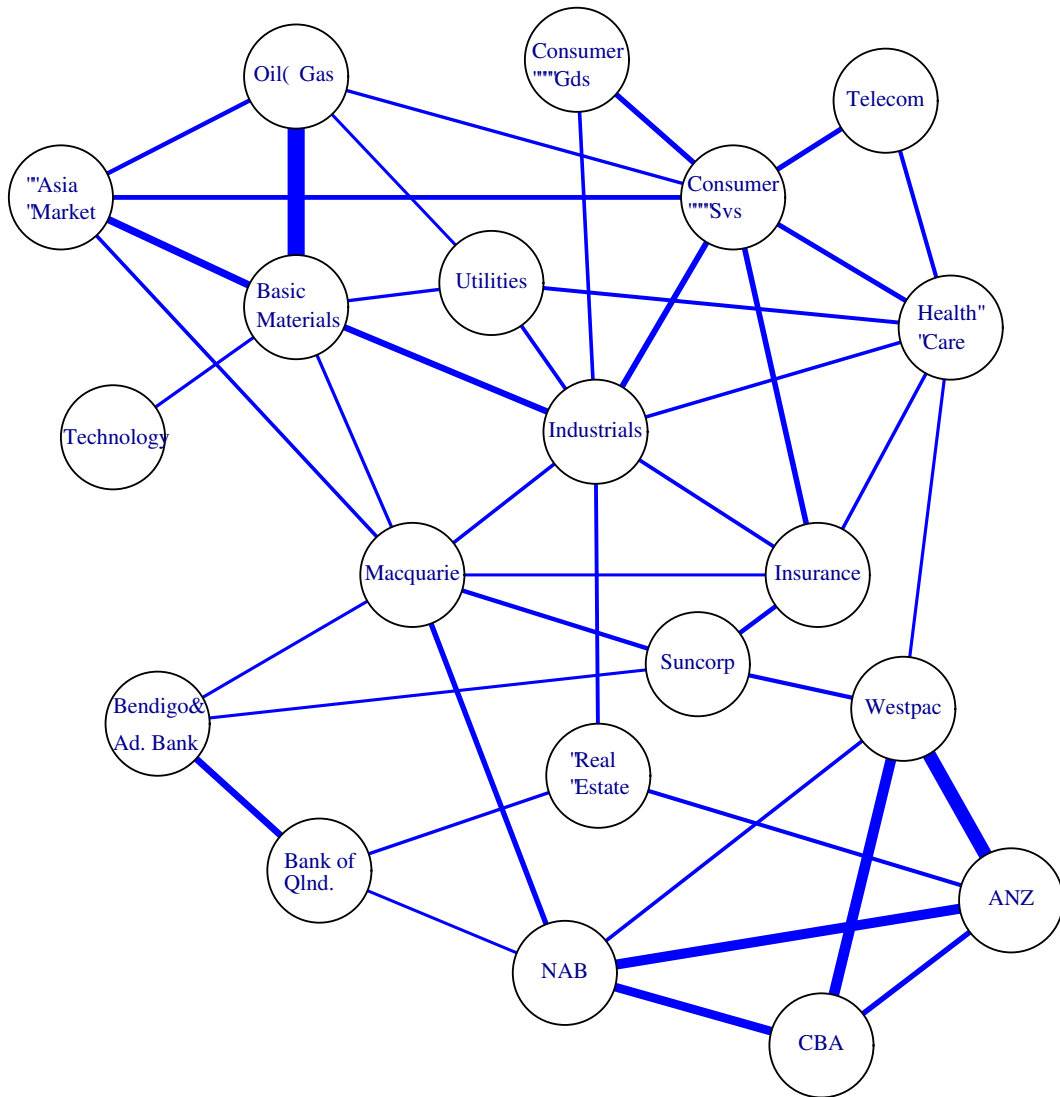 Consumer
""""Gds
Oil(  Gas
Telecom
""Asia
"Market
Consumer
""""Svs
Utilities
Basic
Materials
Health"
"Care
Technology
Industrials
Macquarie
Insurance
Suncorp
Bendigo&
Ad. Bank
Westpac
"Real
"Estate
Bank of
Qlnd.
ANZ
NAB
CBA